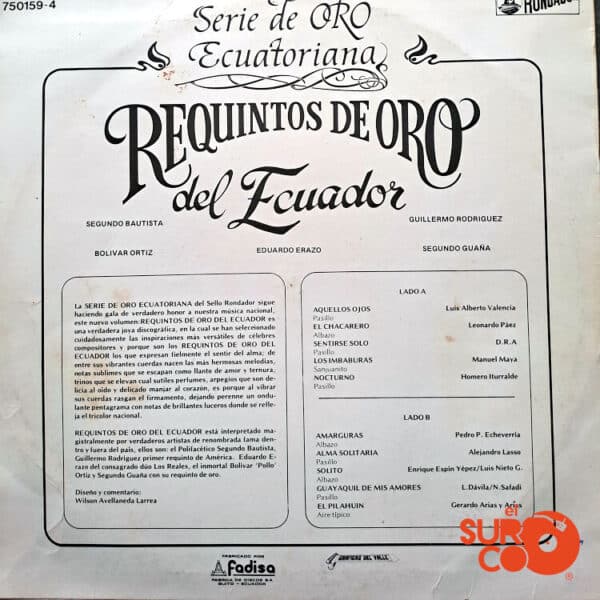 750159-4
RONDADOR
Serie de ORO
Ecuatoriana
REQUINTOS DE ORO
del Ecuador
SEGUNDO BAUTISTA
GUILLERMO RODRIGUEZ
BOLIVAR ORTIZ
EDUARDO ERAZO
SEGUNDO GUAÑA
La SERIE DE ORO ECUATORIANA del Sello Rondador sigue
haciendo gala de verdadero honor a nuestra música nacional,
este nuevo volumen:REQUINTOS DE ORO DEL ECUADOR es
una verdadera joya discográfica, en la cual se han seleccionado
cuidadosamente las inspiraciones más versátiles de célebres
compositores y porque son los REQUINTOS DE ORO DEL
ECUADOR los que expresan fielmente el sentir del alma; de
entre sus vibrantes cuerdas nacen las más hermosas melodías,
notas sublimes que se escapan como llanto de amor y ternura,
trinos que se elevan cual sutiles perfumes, arpegios que son de-
licia al oído y delicado manjar al corazón, es porque al vibrar
sus cuerdas rasgan el firmamento, dejando perenne un ondu-
lante pentagrama con notas de brillantes luceros donde se refle-
ja el tricolor nacional.
REQUINTOS DE ORO DEL ECUADOR está interpretado ma-
gistralmente por verdaderos artistas de renombrada fama den-
tro y fuera del país, ellos son: el Polifacético Segundo Bautista,
Guillermo Rodríguez primer requinto de América. Eduardo E-
razo del consagrado dúo Los Reales, el inmortal Bolívar 'Pollo'
Ortiz y Segundo Guaña con su requinto de oro.
Diseño y comentario:
Wilson Avellaneda Larrea
LADO A
AQUELLOS OJOS Luis Alberto Valencia
Pasillo
EL CHACARERO Leonardo Páez
Albazo
SENTIRSE SOLO D.R.A
Pasillo
LOS IMBABURAS Manuel Maya
Sanjuanito
NOCTURNO Homero Iturralde
Pasillo
LADO B
AMARGURAS Pedro P. Echeverría
Albazo
ALMA SOLITARIA Alejandro Lasso
Pasillo
SOLITO Enrique Espín Yépez/Luis Nieto G.
Albazo
GUAYAQUIL DE MIS AMORES L.Dávila/N.Saladi
Pasillo
EL PILAHUIN Gerardo Arias y Arias
Aire típico
FABRICADO POR
fadisa
FABRICA DE DISCOS S.A.
QUITO - ECUADOR
GRAFICAS DEL VALLE
el
SURCO
®